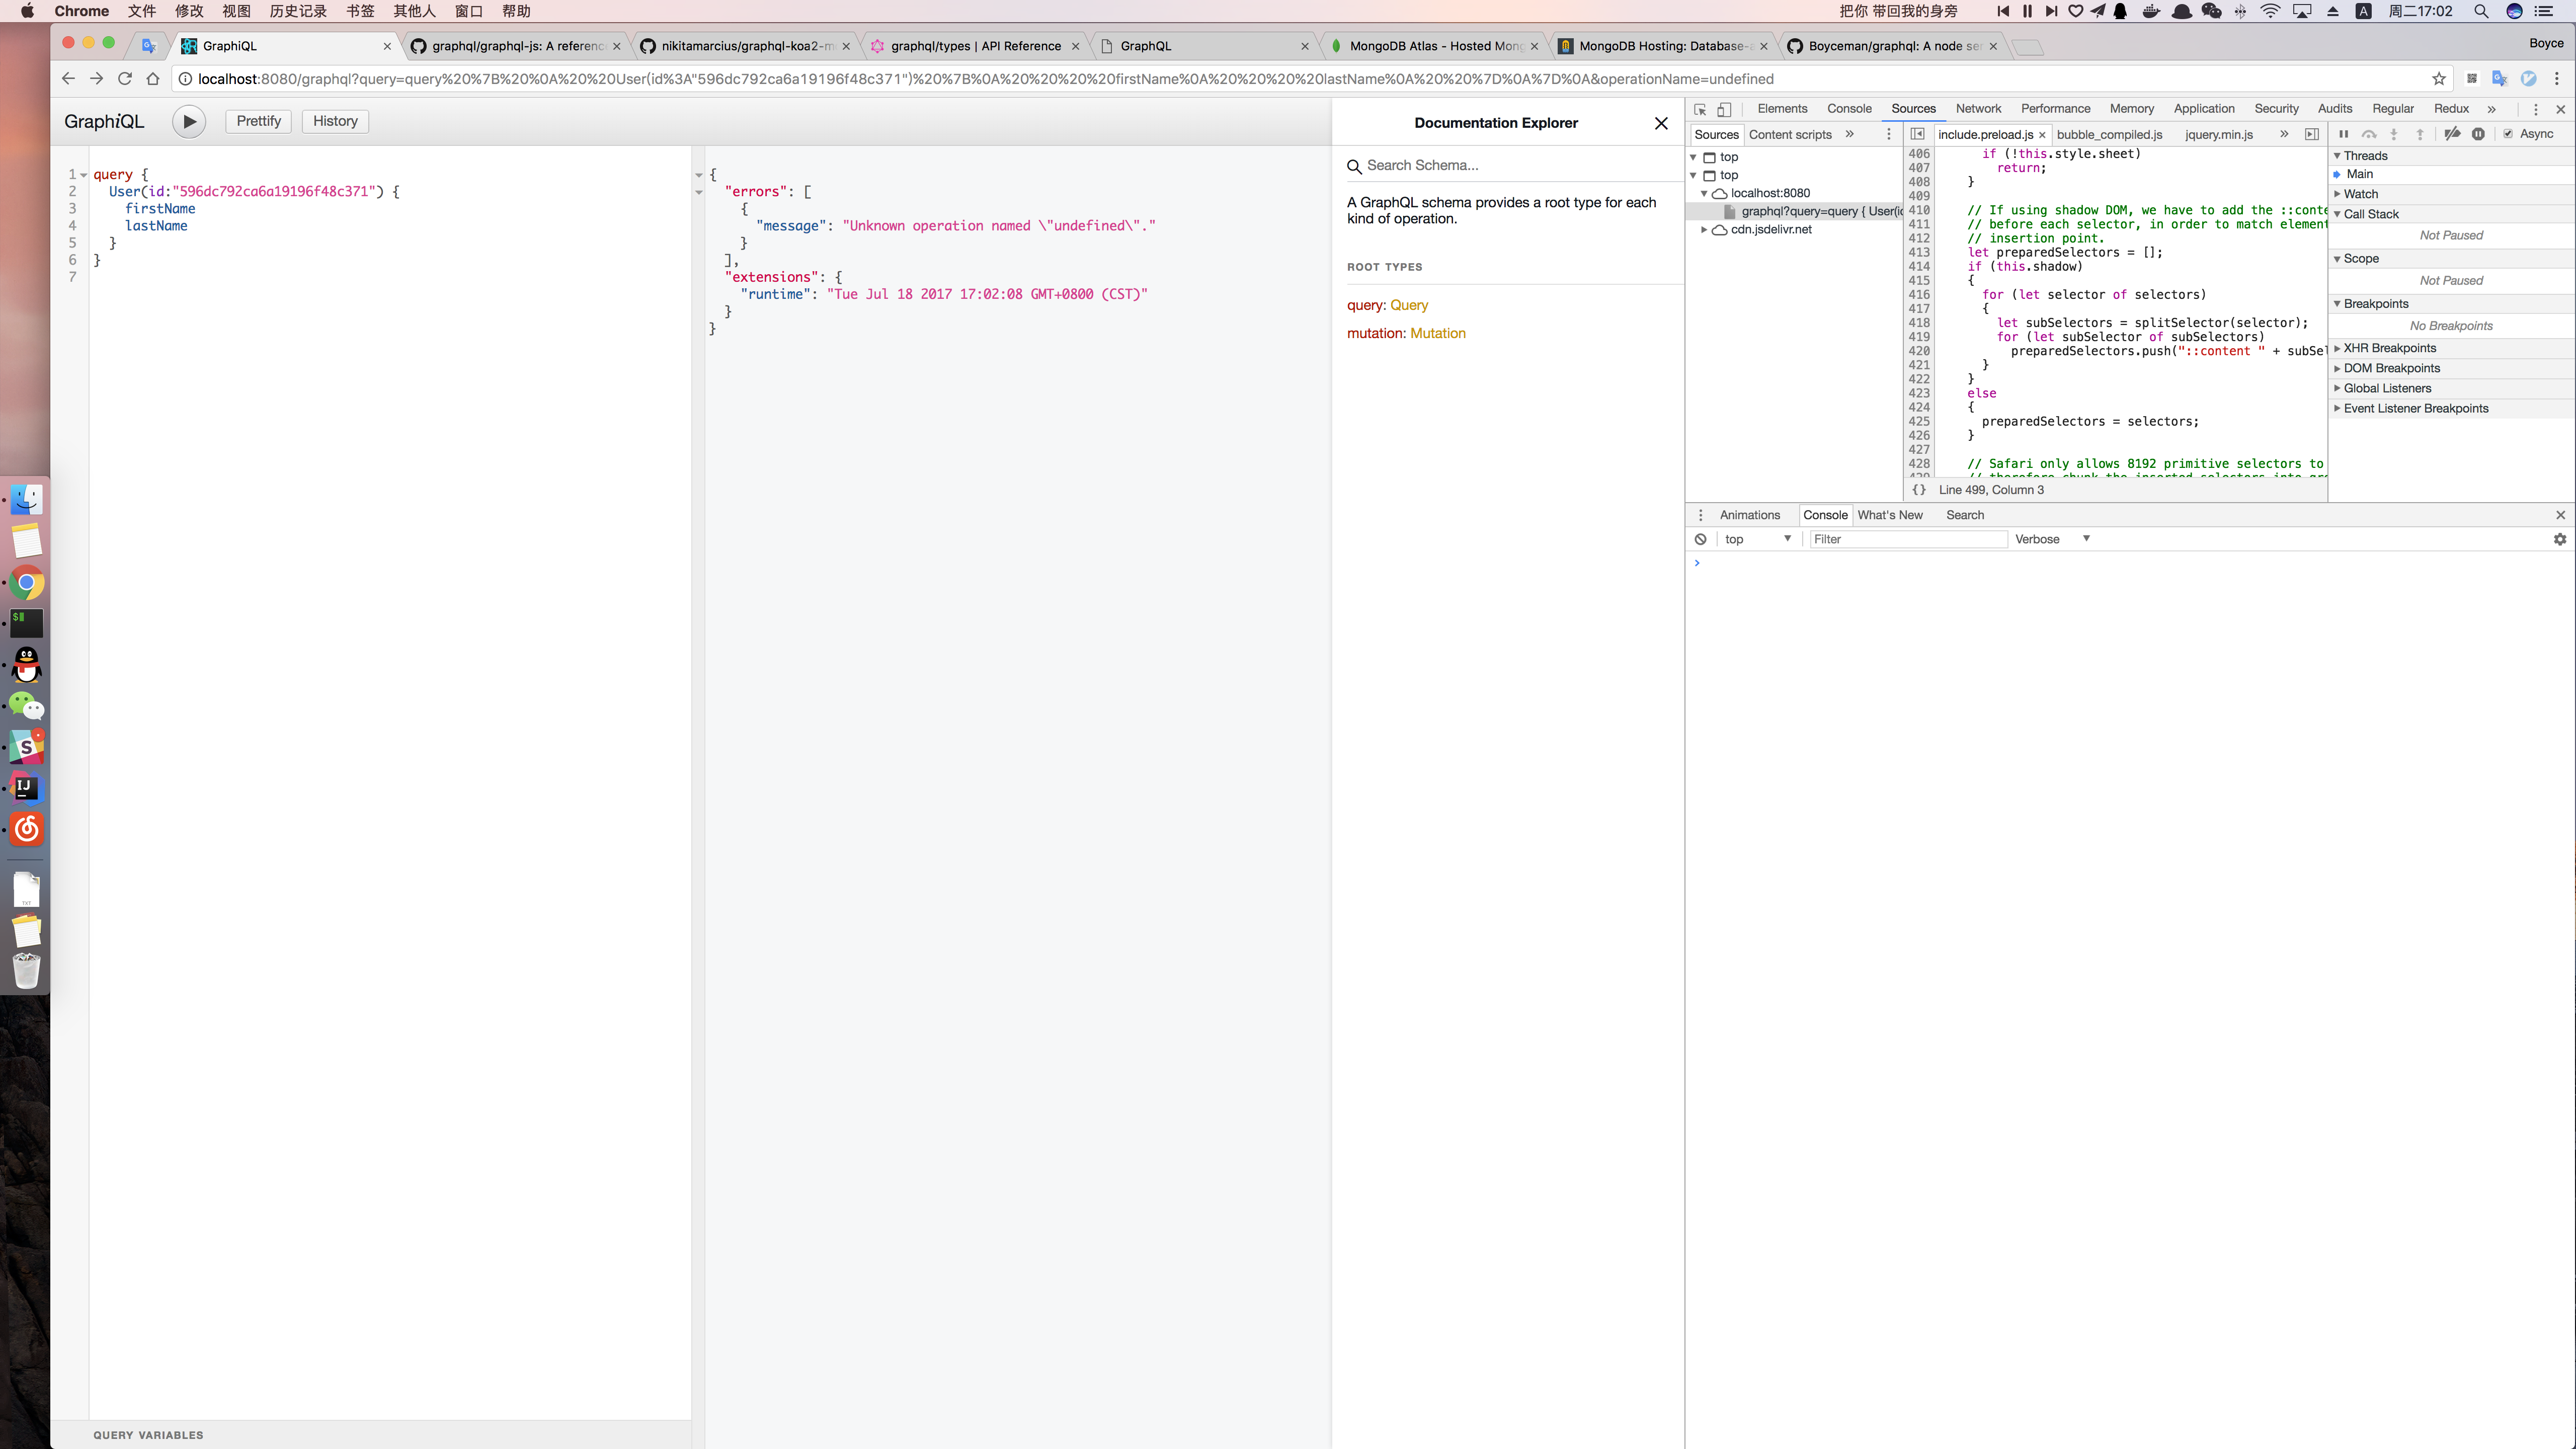 Chrome 文件 修改 视图 历史记录 书签 其他人 窗口 帮助 把你 带回我的身旁 A 周二17:02
GraphiQL graphql/graphql-js: A referenc nikitamarcius/graphql-koa2-m graphql/types | API Reference GraphQL MongoDB Atlas - Hosted Mong MongoDB Hosting: Database-a Boyceman/graphql: A node se Boyce
localhost:8080/graphql?query=query%20%7B%20%0A%20%20User(id%3A"596dc792ca6a19196f48c371")%20%7B%0A%20%20%20%20firstName%0A%20%20%20%20lastName%0A%20%20%7D%0A%7D%0A&operationName=undefined
GraphiQL Prettify History
1 query {
2 User(id:"596dc792ca6a19196f48c371") {
3 firstName
4 lastName
5 }
6 }
7
QUERY VARIABLES
{
"errors": [
{
"message": "Unknown operation named \"undefined\"."
}
],
"extensions": {
"runtime": "Tue Jul 18 2017 17:02:08 GMT+0800 (CST)"
}
}
Documentation Explorer
Search Schema...
A GraphQL schema provides a root type for each
kind of operation.
ROOT TYPES
query: Query
mutation: Mutation
Elements Console Sources Network Performance Memory Application Security Audits Regular Redux »
Sources Content scripts »
top
top
localhost:8080
graphql?query=query { User(ic
cdn.jsdelivr.net
include.preload.js bubble_compiled.js jquery.min.js »
406 if (!this.style.sheet)
407 return;
408 }
409
410 // If using shadow DOM, we have to add the ::conte
411 // before each selector, in order to match element
412 // insertion point.
413 let preparedSelectors = [];
414 if (this.shadow)
415 {
416 for (let selector of selectors)
417 {
418 let subSelectors = splitSelector(selector);
419 for (let subSelector of subSelectors)
420 preparedSelectors.push("::content " + subSel
421 }
422 }
423 else
424 {
425 preparedSelectors = selectors;
426 }
427
428 // Safari only allows 8192 primitive selectors to
{} Line 499, Column 3
Async
Threads
Main
Watch
Call Stack
Not Paused
Scope
Not Paused
Breakpoints
No Breakpoints
XHR Breakpoints
DOM Breakpoints
Global Listeners
Event Listener Breakpoints
Animations Console What's New Search
top Filter Verbose
$
S
IJ
TXT